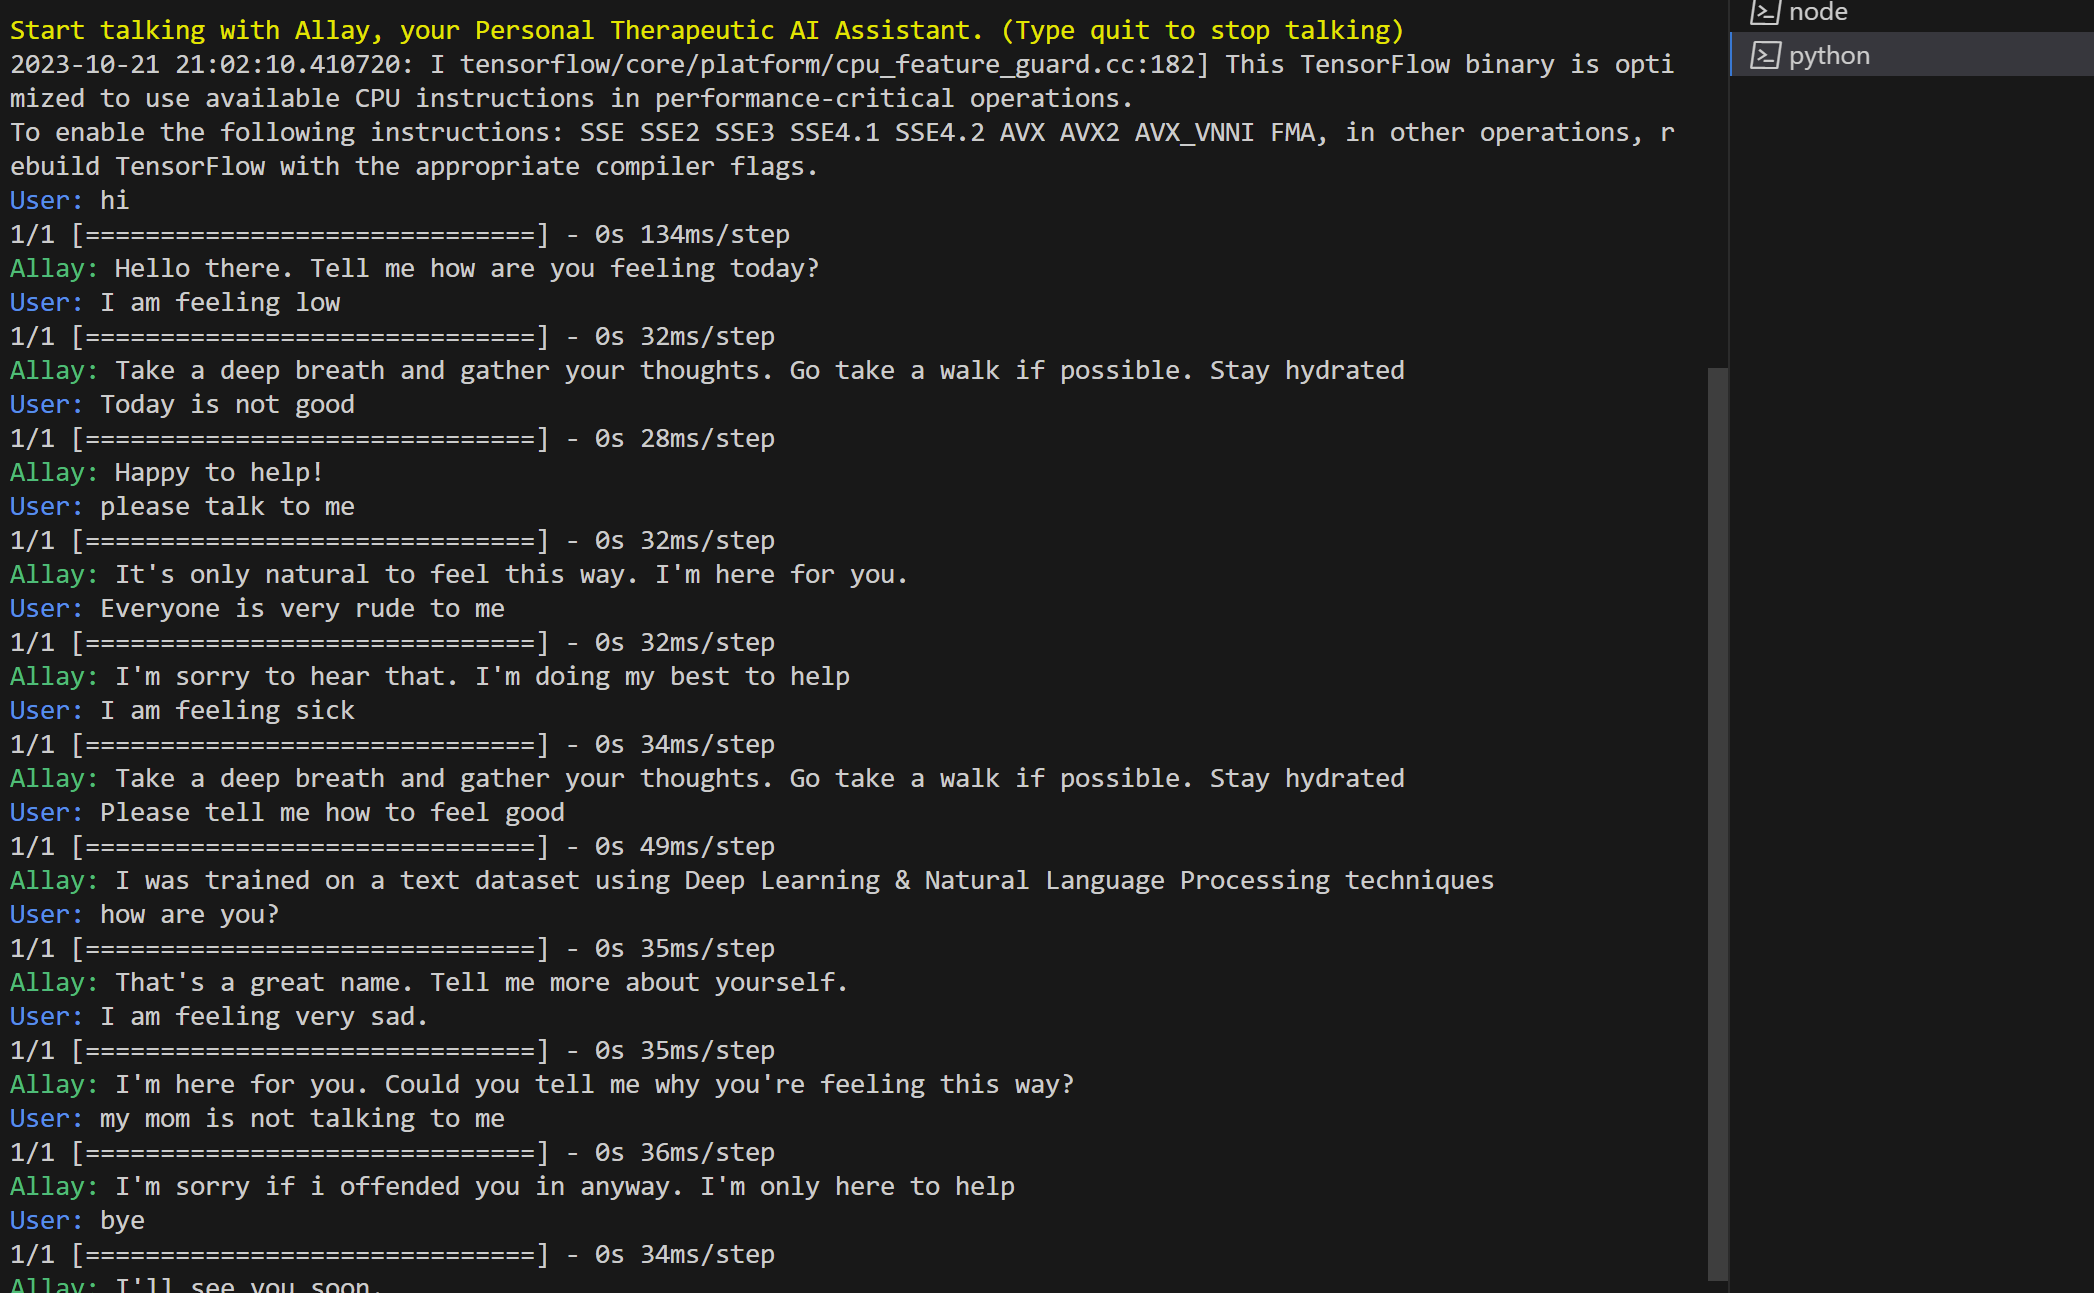 Start talking with Allay, your Personal Therapeutic AI Assistant. (Type quit to stop talking)
2023-10-21 21:02:10.410720: I tensorflow/core/platform/cpu_feature_guard.cc:182] This TensorFlow binary is opti
mized to use available CPU instructions in performance-critical operations.
To enable the following instructions: SSE SSE2 SSE3 SSE4.1 SSE4.2 AVX AVX2 AVX_VNNI FMA, in other operations, r
ebuild TensorFlow with the appropriate compiler flags.
User: hi
1/1 [==============================] - 0s 134ms/step
Allay: Hello there. Tell me how are you feeling today?
User: I am feeling low
1/1 [==============================] - 0s 32ms/step
Allay: Take a deep breath and gather your thoughts. Go take a walk if possible. Stay hydrated
User: Today is not good
1/1 [==============================] - 0s 28ms/step
Allay: Happy to help!
User: please talk to me
1/1 [==============================] - 0s 32ms/step
Allay: It's only natural to feel this way. I'm here for you.
User: Everyone is very rude to me
1/1 [==============================] - 0s 32ms/step
Allay: I'm sorry to hear that. I'm doing my best to help
User: I am feeling sick
1/1 [==============================] - 0s 34ms/step
Allay: Take a deep breath and gather your thoughts. Go take a walk if possible. Stay hydrated
User: Please tell me how to feel good
1/1 [==============================] - 0s 49ms/step
Allay: I was trained on a text dataset using Deep Learning & Natural Language Processing techniques
User: how are you?
1/1 [==============================] - 0s 35ms/step
Allay: That's a great name. Tell me more about yourself.
User: I am feeling very sad.
1/1 [==============================] - 0s 35ms/step
Allay: I'm here for you. Could you tell me why you're feeling this way?
User: my mom is not talking to me
1/1 [==============================] - 0s 36ms/step
Allay: I'm sorry if i offended you in anyway. I'm only here to help
User: bye
1/1 [==============================] - 0s 34ms/step
Allay: I'll see you soon.
node
python